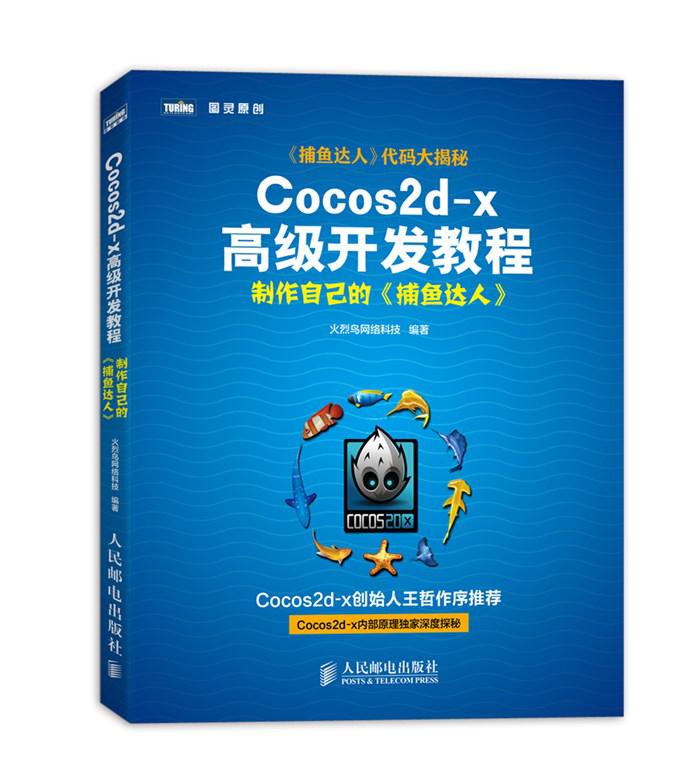 TURING 图灵原创
《捕鱼达人》代码大揭秘
Cocos2d-x
高级开发教程
制作自己的《捕鱼达人》
火烈鸟网络科技 编著
COCOS2DX
Cocos2d-x创始人王哲作序推荐
Cocos2d-x内部原理独家深度探秘
人民邮电出版社
POSTS & TELECOM PRESS
TURING
Cocos2d-x高级开发教程
制作自己的
《捕鱼达人》
火烈鸟网络科技 编著
人民邮电出版社